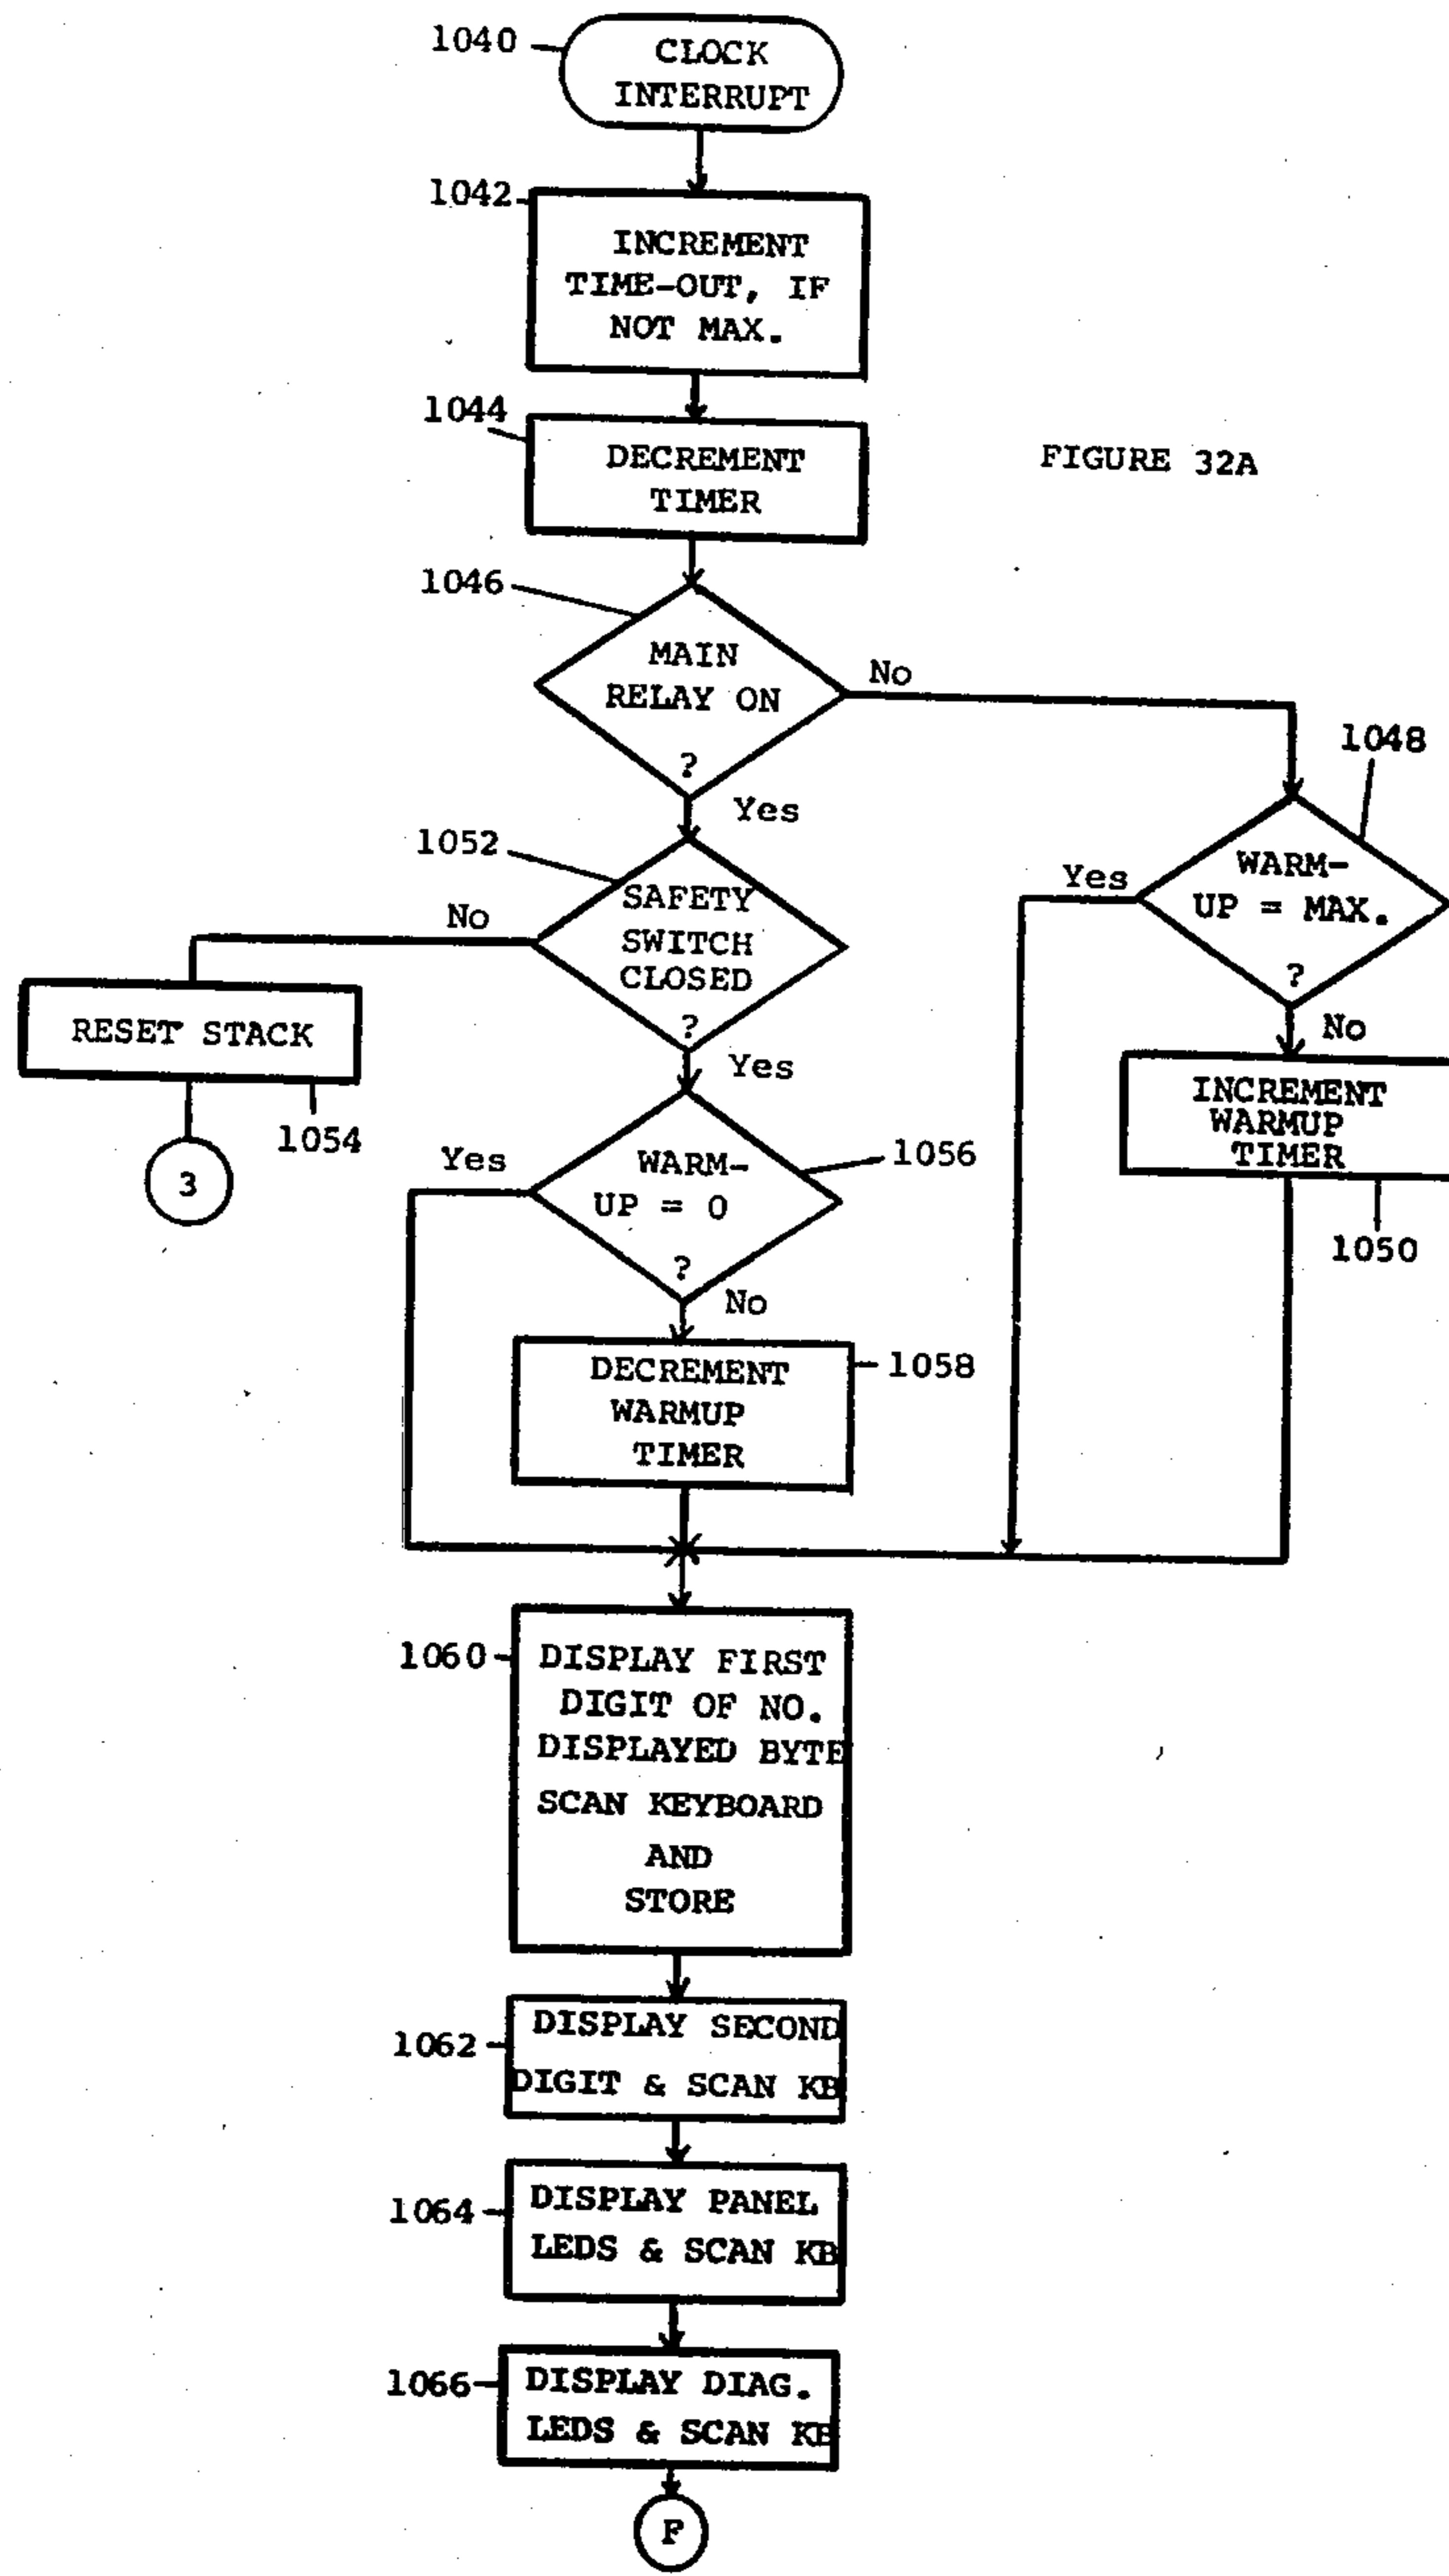 1040
CLOCK
INTERRUPT
1042
INCREMENT
TIME-OUT, IF
NOT MAX.
1044
DECREMENT
TIMER
FIGURE 32A
1046
MAIN
RELAY ON
?
No
Yes
1048
WARM-
UP = MAX.
?
Yes
No
1052
SAFETY
SWITCH
CLOSED
?
No
Yes
RESET STACK
1054
3
INCREMENT
WARMUP
TIMER
1050
1056
WARM-
UP = 0
?
Yes
No
DECREMENT
WARMUP
TIMER
1058
1060
DISPLAY FIRST
DIGIT OF NO.
DISPLAYED BYTE
SCAN KEYBOARD
AND
STORE
1062
DISPLAY SECOND
DIGIT & SCAN KB
1064
DISPLAY PANEL
LEDS & SCAN KB
1066
DISPLAY DIAG.
LEDS & SCAN KB
F